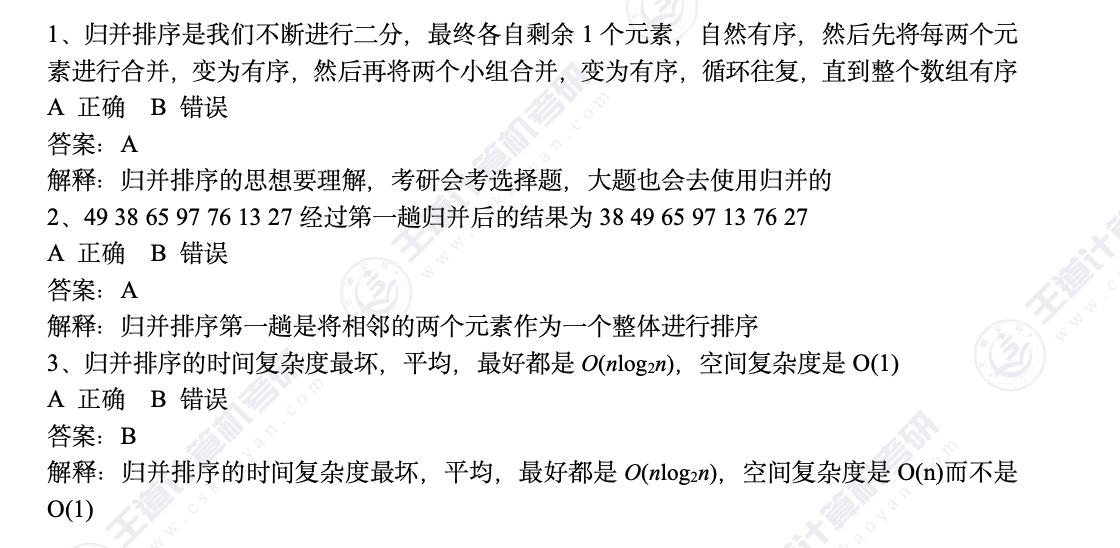 1、归并排序是我们不断进行二分，最终各自剩余 1 个元素，自然有序，然后先将每两个元
素进行合并，变为有序，然后再将两个小组合并，变为有序，循环往复，直到整个数组有序
A 正确 B 错误
答案：A
解释：归并排序的思想要理解，考研会考选择题，大题也会去使用归并的
2、49 38 65 97 76 13 27 经过第一趟归并后的结果为 38 49 65 97 13 76 27
A 正确 B 错误
答案：A
解释：归并排序第一趟是将相邻的两个元素作为一个整体进行排序
3、归并排序的时间复杂度最坏，平均，最好都是 O(nlog₂n)，空间复杂度是 O(1)
A 正确 B 错误
答案：B
解释：归并排序的时间复杂度最坏，平均，最好都是 O(nlog₂n)，空间复杂度是 O(n)而不是
O(1)
王道计算机考研
www.cskaoyan.com